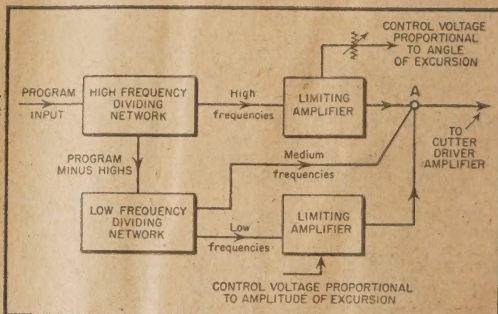 CONTROL VOLTAGE
PROPORTIONAL
TO ANGLE
OF EXCURSION
PROGRAM
INPUT
HIGH FREQUENCY
DIVIDING
NETWORK
High
frequencies
LIMITING
AMPLIFIER
A
TO
CUTTER
DRIVER
AMPLIFIER
PROGRAM
MINUS HIGHS
Medium
frequencies
LOW FREQUENCY
DIVIDING
NETWORK
Low
frequencies
LIMITING
AMPLIFIER
CONTROL VOLTAGE PROPORTIONAL
TO AMPLITUDE OF EXCURSION